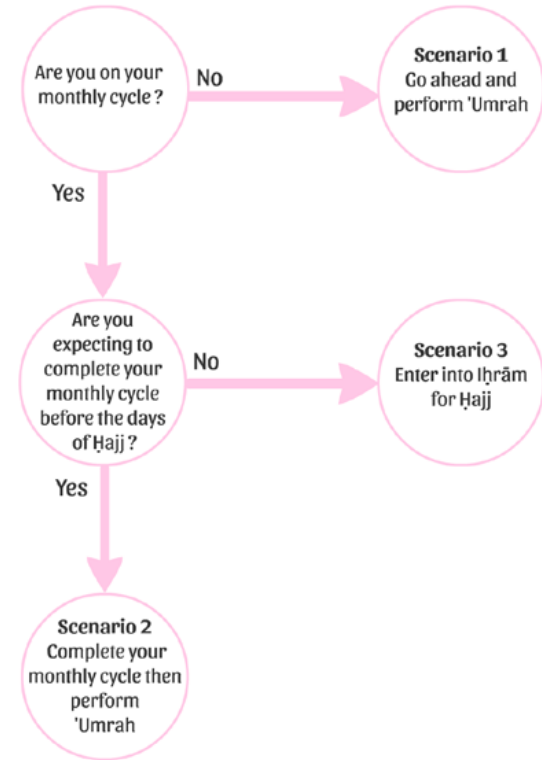 Are you on your
monthly cycle ?
No
Scenario 1
Go ahead and
perform 'Umrah
Yes
Are you
expecting to
complete your
monthly cycle
before the days
of Ḥajj ?
No
Scenario 3
Enter into Iḥrām
for Ḥajj
Yes
Scenario 2
Complete your
monthly cycle then
perform
'Umrah